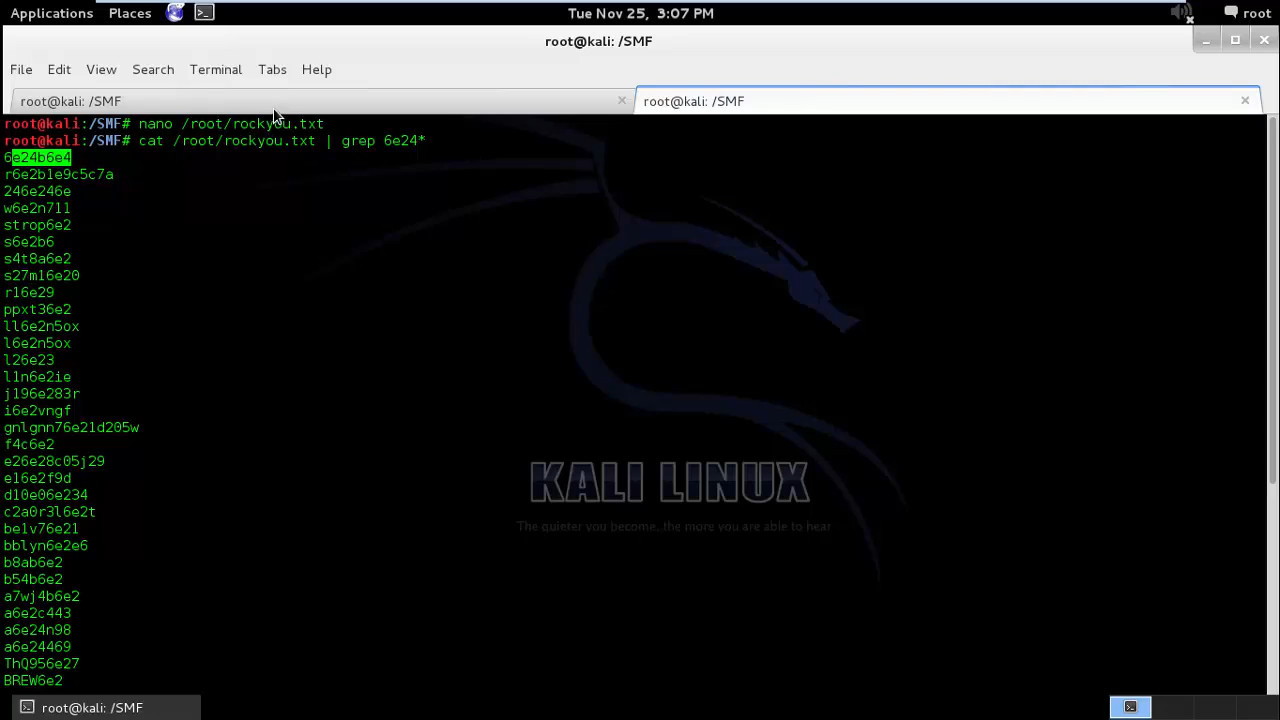 Applications Places Tue Nov 25, 3:07 PM root
root@kali: /SMF
File Edit View Search Terminal Tabs Help
root@kali: /SMF root@kali: /SMF
root@kali:/SMF# nano /root/rockyou.txt
root@kali:/SMF# cat /root/rockyou.txt | grep 6e24*
6e24b6e4
r6e2b1e9c5c7a
246e246e
w6e2n711
strop6e2
s6e2b6
s4t8a6e2
s27m16e20
r16e29
ppxt36e2
ll6e2n5ox
l6e2n5ox
l26e23
l1n6e2ie
j196e283r
i6e2vngf
gnlgnn76e21d205w
f4c6e2
e26e28c05j29
e16e2f9d
d10e06e234
c2a0r3l6e2t
be1v76e21
bblyn6e2e6
b8ab6e2
b54b6e2
a7wj4b6e2
a6e2c443
a6e24n98
a6e24469
ThQ956e27
BREW6e2
KALI LINUX
The quieter you become, the more you are able to hear
root@kali: /SMF